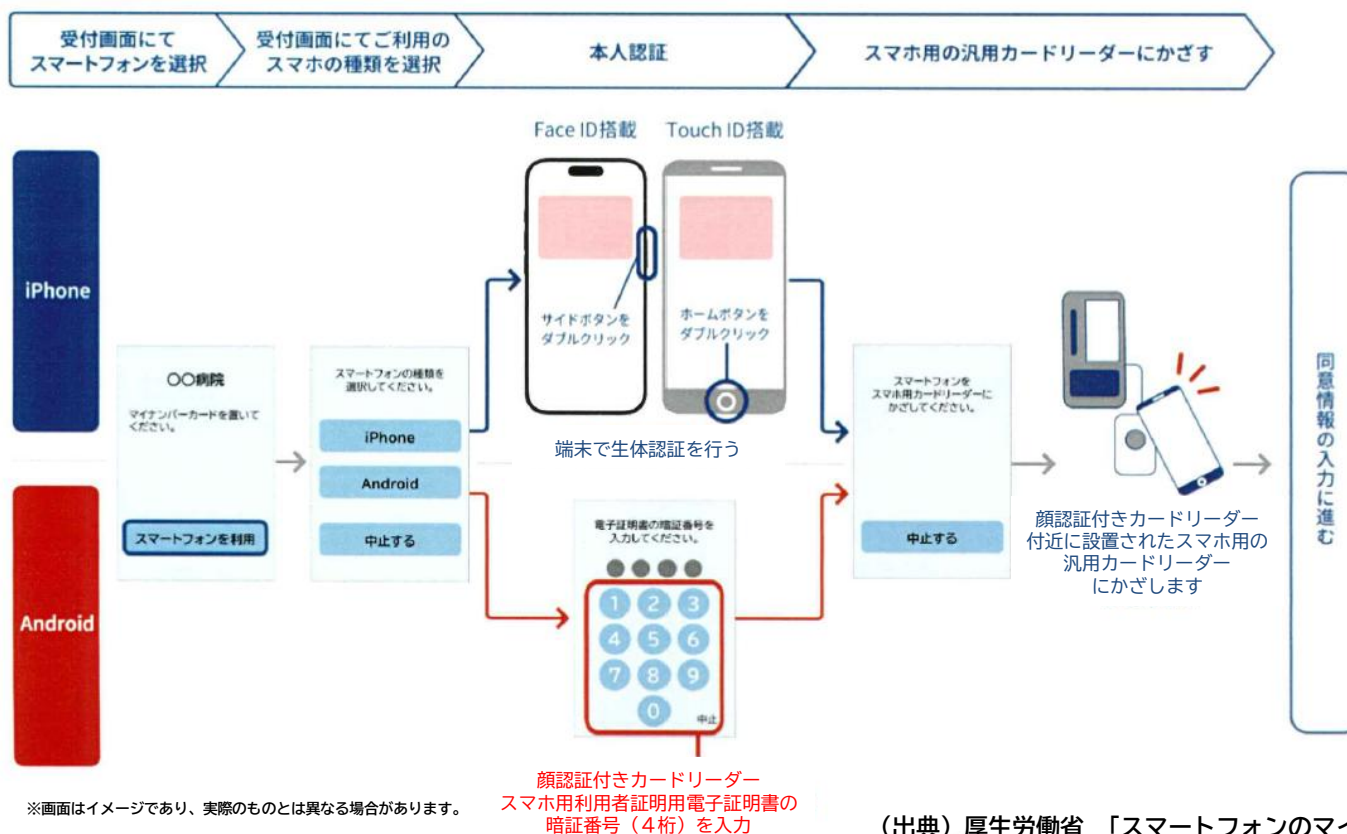 受付画面にて
スマートフォンを選択
受付画面にてご利用の
スマホの種類を選択
本人認証
スマホ用の汎用カードリーダーにかざす
iPhone
Android
〇〇病院
マイナンバーカードを置いて
ください。
スマートフォンを利用
スマートフォンの種類を
選択してください。
iPhone
Android
中止する
Face ID搭載
Touch ID搭載
サイドボタンを
ダブルクリック
ホームボタンを
ダブルクリック
端末で生体認証を行う
電子証明書の暗証番号を
入力してください。
1 2 3
4 5 6
7 8 9
0
中止
顔認証付きカードリーダー
スマホ用利用者証明用電子証明書の
暗証番号（４桁）を入力
スマートフォンを
スマホ用カードリーダーに
かざしてください。
中止する
顔認証付きカードリーダー
付近に設置されたスマホ用の
汎用カードリーダー
にかざします
同意情報の入力に進む
※画面はイメージであり、実際のものとは異なる場合があります。
（出典）厚生労働省　「スマートフォンのマイ